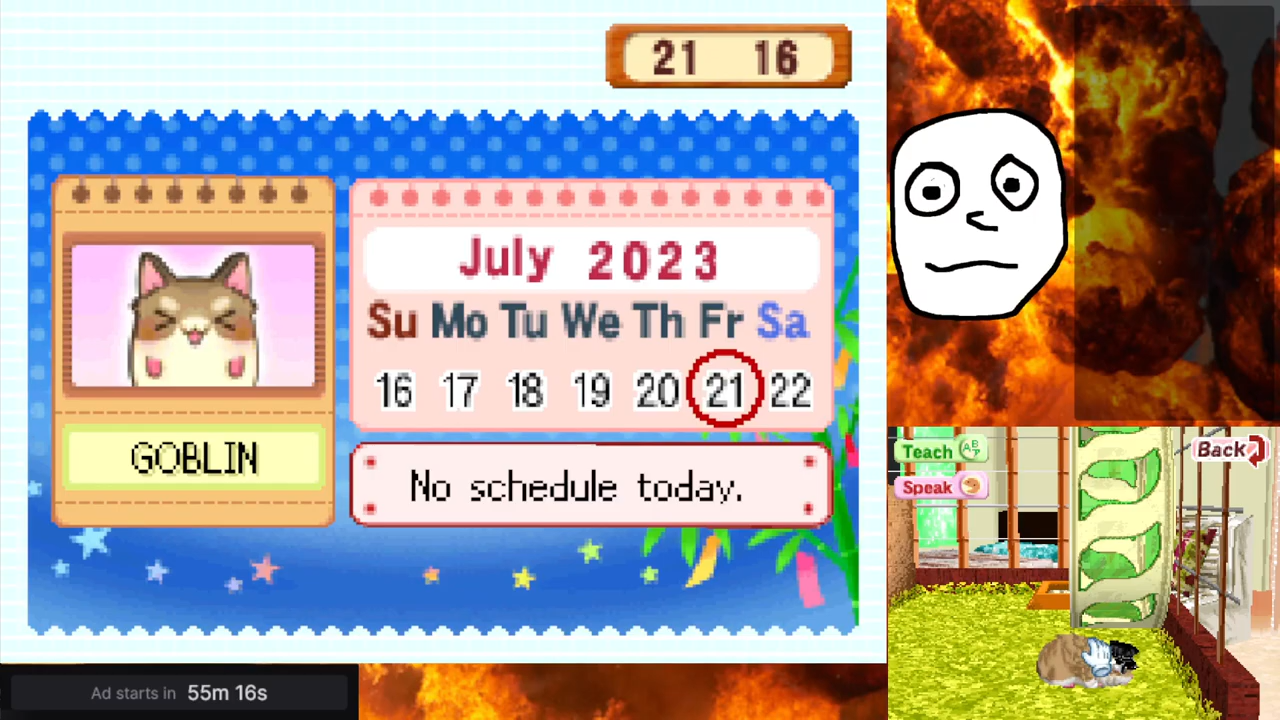 21 16
July 2023
Su Mo Tu We Th Fr Sa
16 17 18 19 20 21 22
GOBLIN
No schedule today.
Teach
Speak
Back
Ad starts in 55m 16s